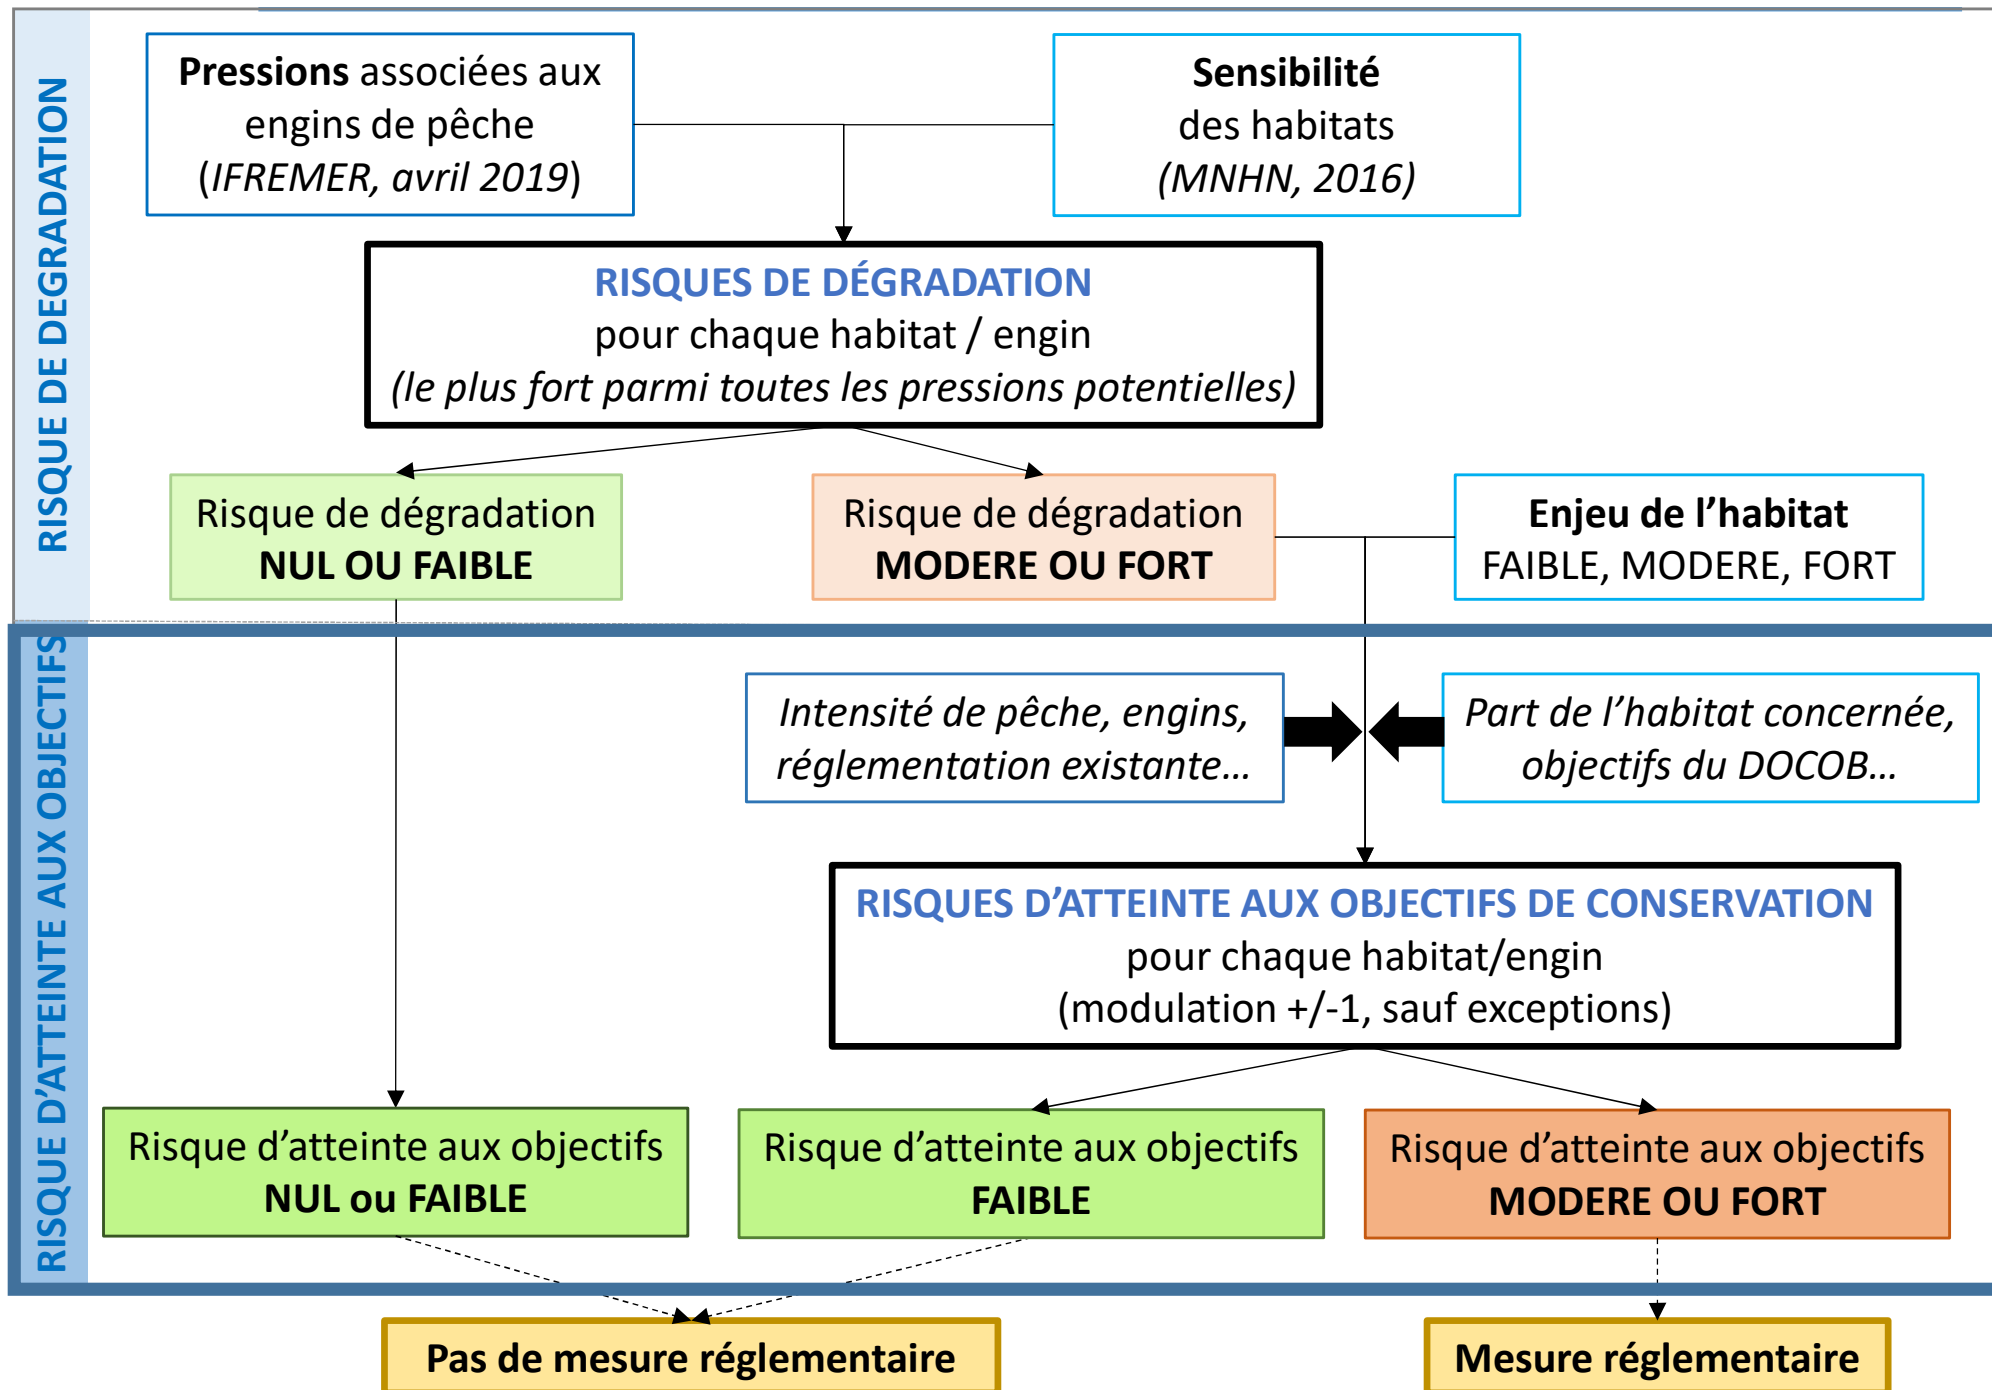 RISQUE DE DEGRADATION
Pressions associées aux
engins de pêche
(IFREMER, avril 2019)
Sensibilité
des habitats
(MNHN, 2016)
RISQUES DE DÉGRADATION
pour chaque habitat / engin
(le plus fort parmi toutes les pressions potentielles)
Risque de dégradation
NUL OU FAIBLE
Risque de dégradation
MODERE OU FORT
Enjeu de l’habitat
FAIBLE, MODERE, FORT
RISQUE D’ATTEINTE AUX OBJECTIFS
Intensité de pêche, engins,
réglementation existante…
Part de l’habitat concernée,
objectifs du DOCOB…
RISQUES D’ATTEINTE AUX OBJECTIFS DE CONSERVATION
pour chaque habitat/engin
(modulation +/-1, sauf exceptions)
Risque d’atteinte aux objectifs
NUL ou FAIBLE
Risque d’atteinte aux objectifs
FAIBLE
Risque d’atteinte aux objectifs
MODERE OU FORT
Pas de mesure réglementaire
Mesure réglementaire